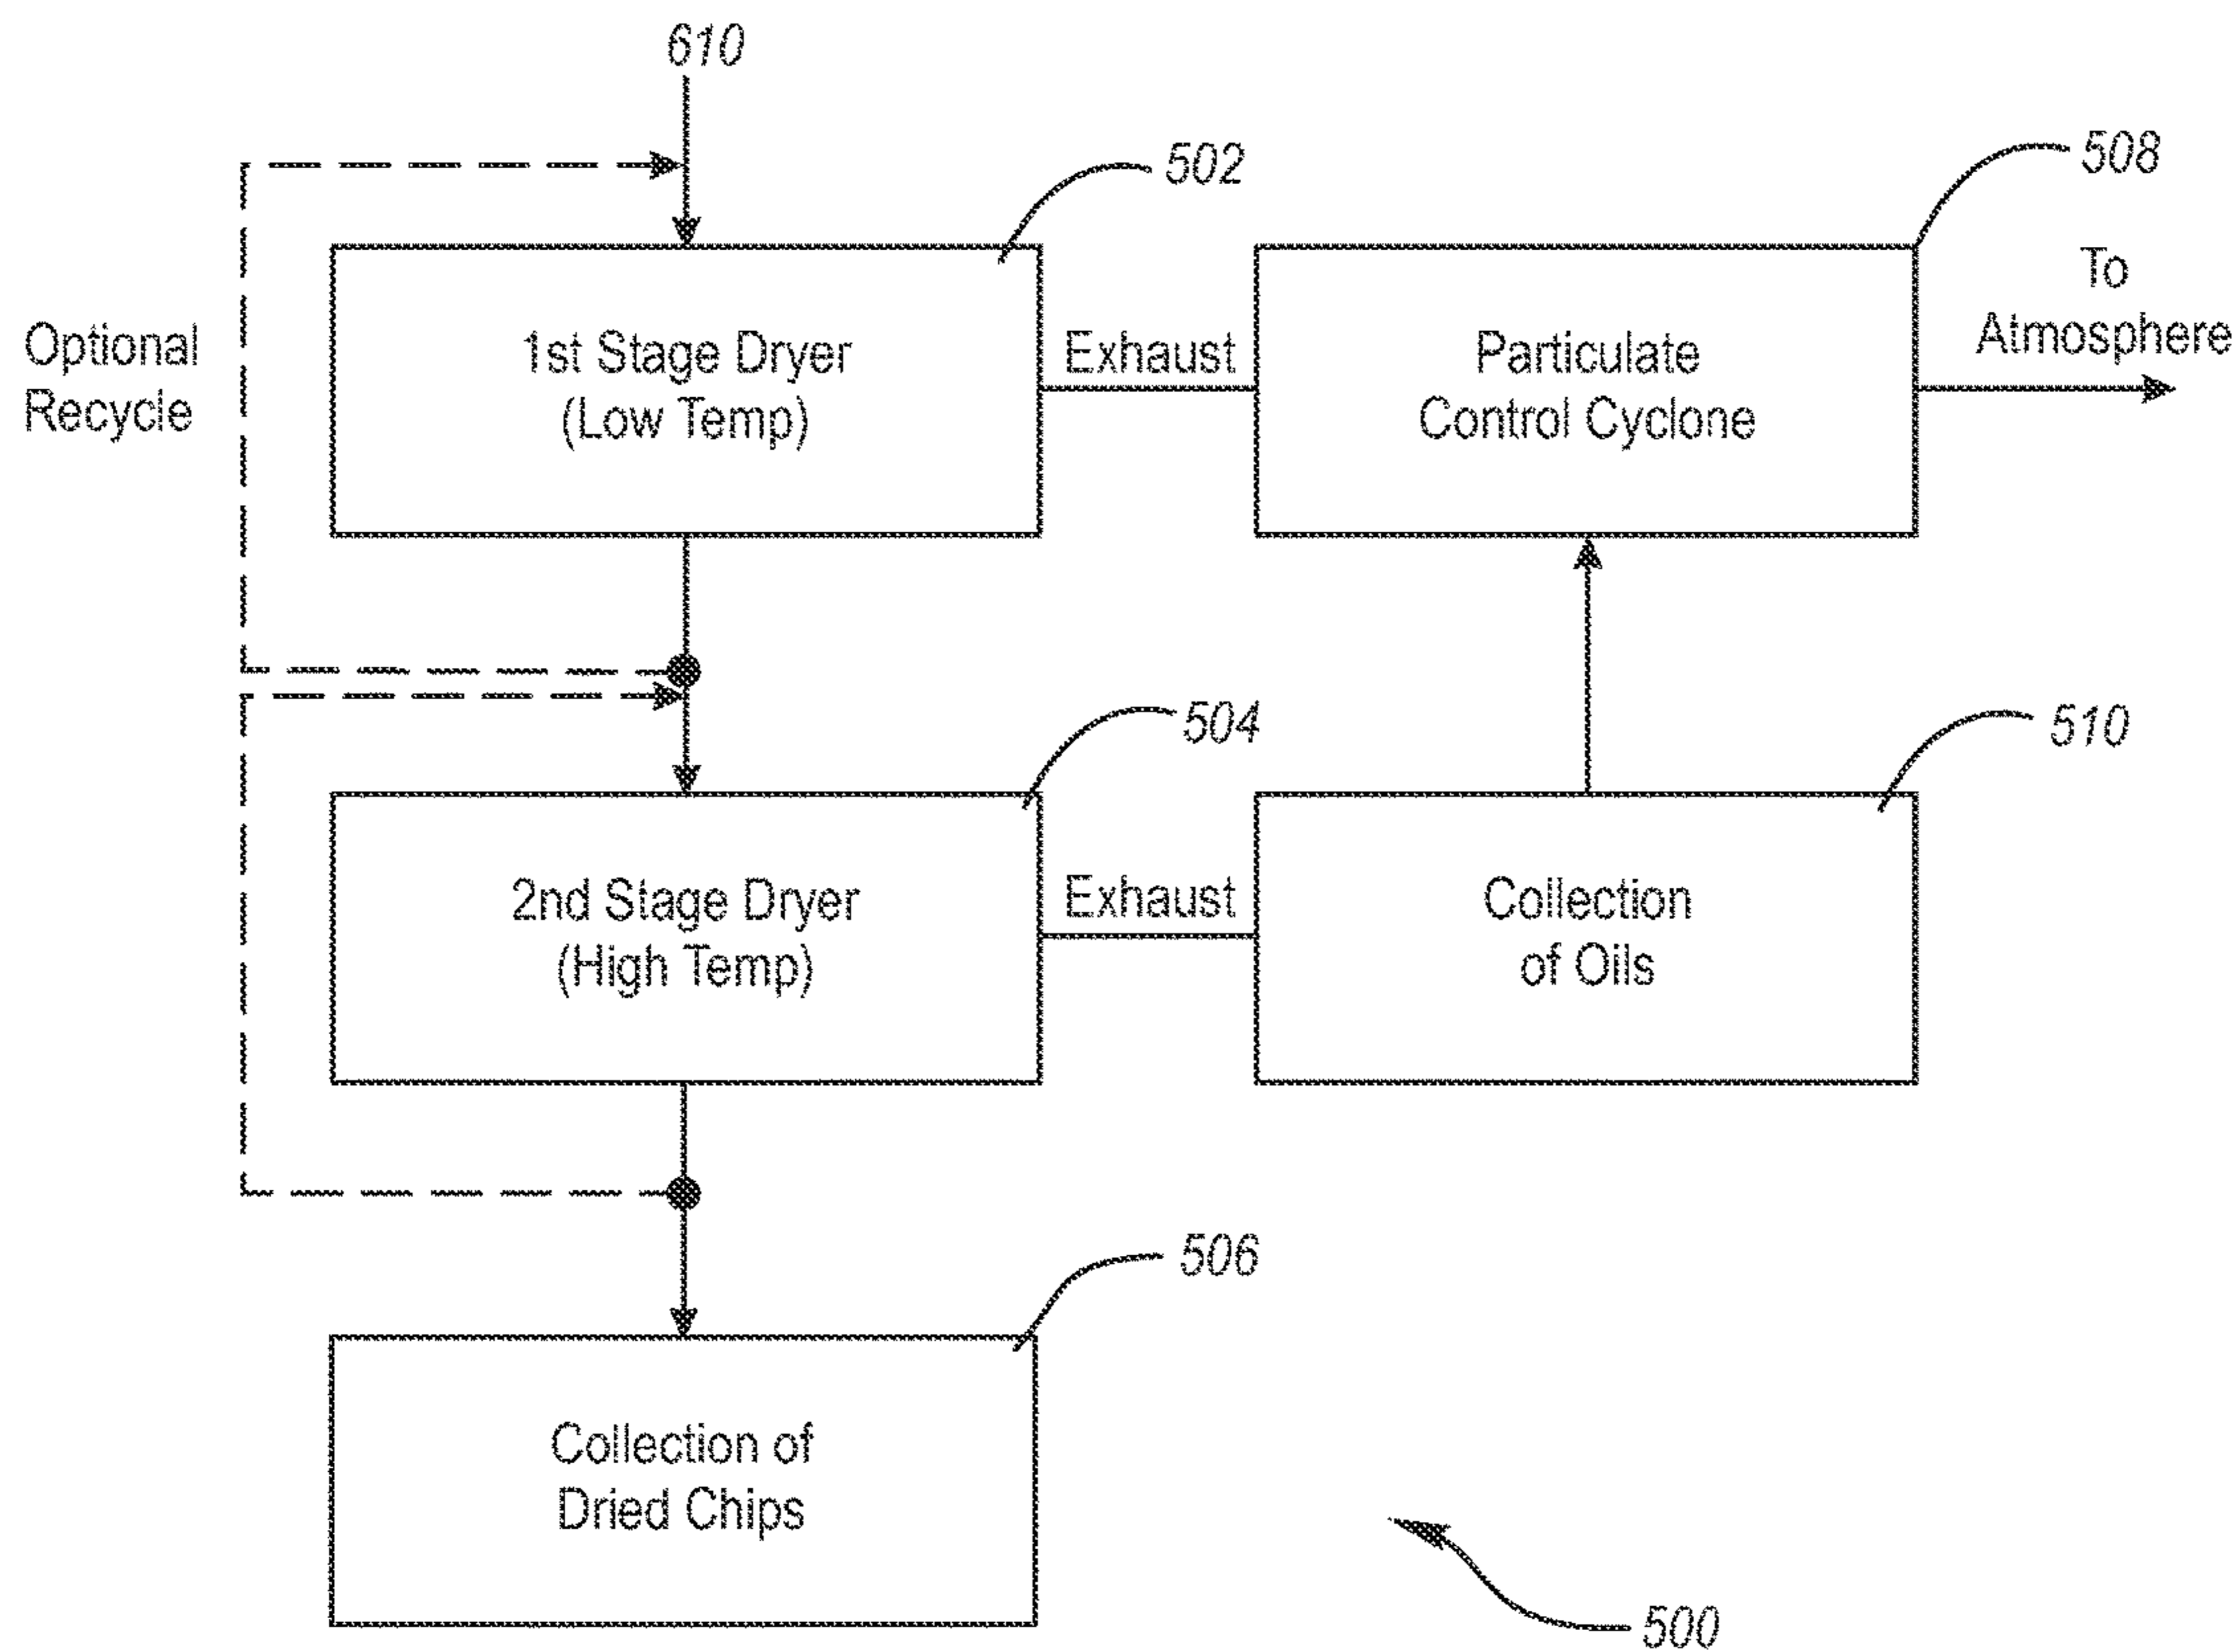 610
502
508
To
Atmosphere
Optional
Recycle
1st Stage Dryer
(Low Temp)
Exhaust
Particulate
Control Cyclone
504
510
2nd Stage Dryer
(High Temp)
Exhaust
Collection
of Oils
506
Collection of
Dried Chips
500